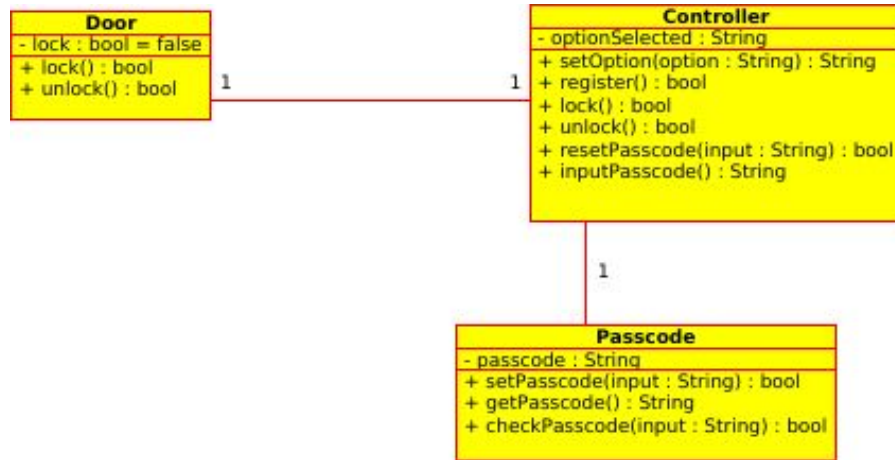 Door
- lock : bool = false
+ lock() : bool
+ unlock() : bool
1
1
Controller
- optionSelected : String
+ setOption(option : String) : String
+ register() : bool
+ lock() : bool
+ unlock() : bool
+ resetPasscode(input : String) : bool
+ inputPasscode() : String
1
Passcode
- passcode : String
+ setPasscode(input : String) : bool
+ getPasscode() : String
+ checkPasscode(input : String) : bool